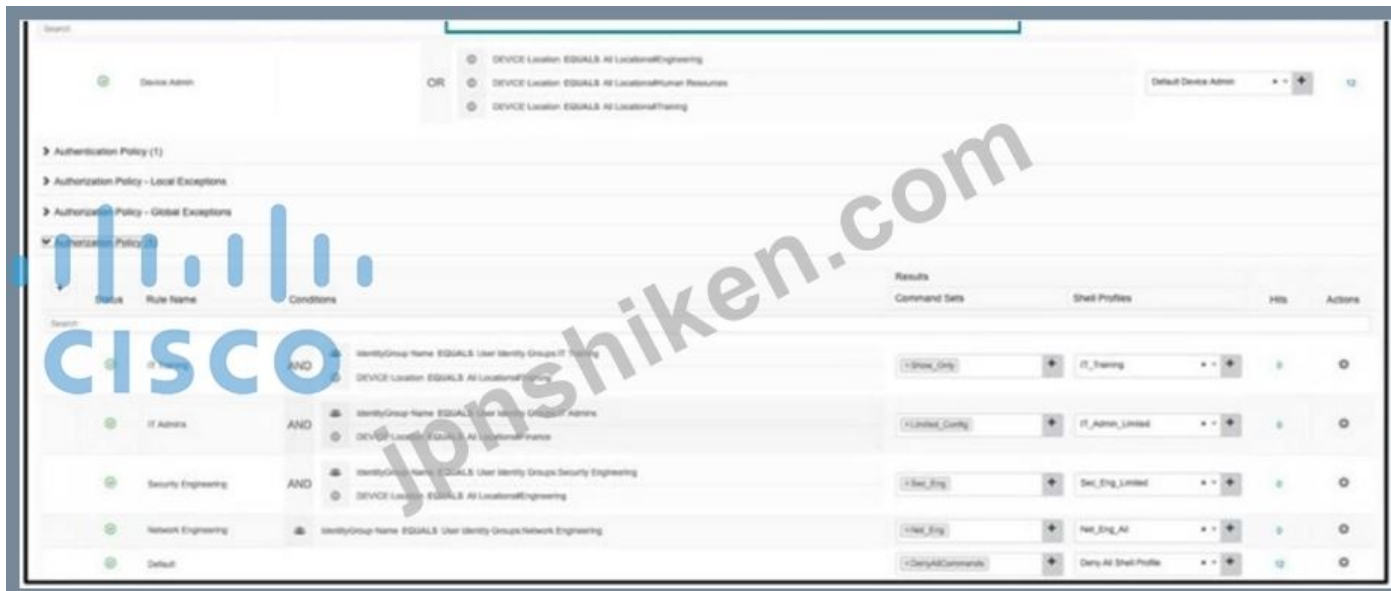 Search
Device Admin
OR
DEVICE Location EQUALS All Locations#Engineering
DEVICE Location EQUALS All Locations#Human Resources
DEVICE Location EQUALS All Locations#Training
Default Device Admin
12
Authentication Policy (1)
Authorization Policy - Local Exceptions
Authorization Policy - Global Exceptions
Authorization Policy
Results
Status Rule Name Conditions Command Sets Shell Profiles Hits Actions
Search
IT Training AND IdentityGroup Name EQUALS User Identity Groups:IT Training
DEVICE Location EQUALS All Locations#Training
Show_Only IT_Training 0
IT Admins AND IdentityGroup Name EQUALS User Identity Groups:IT Admins
DEVICE Location EQUALS All Locations#Finance
Limited_Config IT_Admin_Limited 0
Security Engineering AND IdentityGroup Name EQUALS User Identity Groups:Security Engineering
DEVICE Location EQUALS All Locations#Engineering
Sec_Eng Sec_Eng_Limited 0
Network Engineering IdentityGroup Name EQUALS User Identity Groups:Network Engineering Net_Eng Net_Eng_All 0
Default DenyAllCommands Deny All Shell Profile 12
CISCO
jpnshiken.com